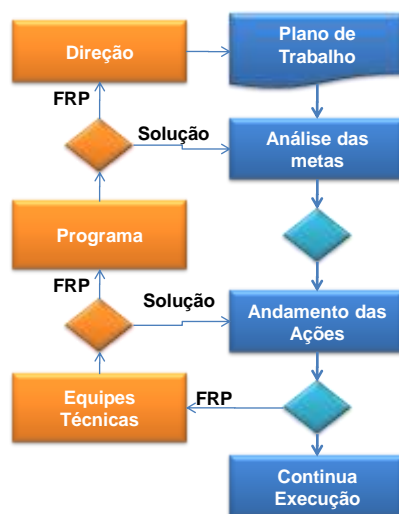 Direção
Plano de
Trabalho
FRP
Solução
Análise das
metas
Programa
FRP
Solução
Andamento das
Ações
Equipes
Técnicas
FRP
Continua
Execução